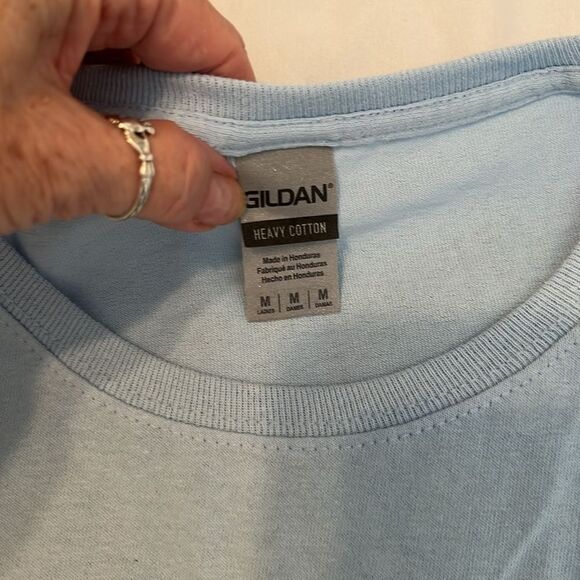 GILDAN®
HEAVY COTTON
Made in Honduras
Fabriqué au Honduras
Hecho en Honduras
M | M | M
LADIES DAMES DAMAS